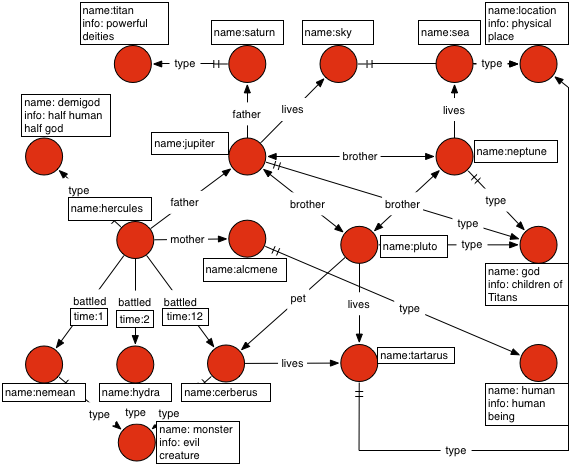 name:titan
info: powerful
deities
name:saturn
name:sky
name:sea
name:location
info: physical
place
type
type
father
lives
lives
name: demigod
info: half human
half god
name:jupiter
brother
name:neptune
type
father
brother
brother
type
type
name:hercules
mother
name:alcmene
name:pluto
type
name: god
info: children of
Titans
battled
time:1
battled
time:2
battled
time:12
pet
lives
type
name:nemean
name:hydra
name:cerberus
lives
name:tartarus
name: human
info: human
being
type
type
type
name: monster
info: evil
creature
type